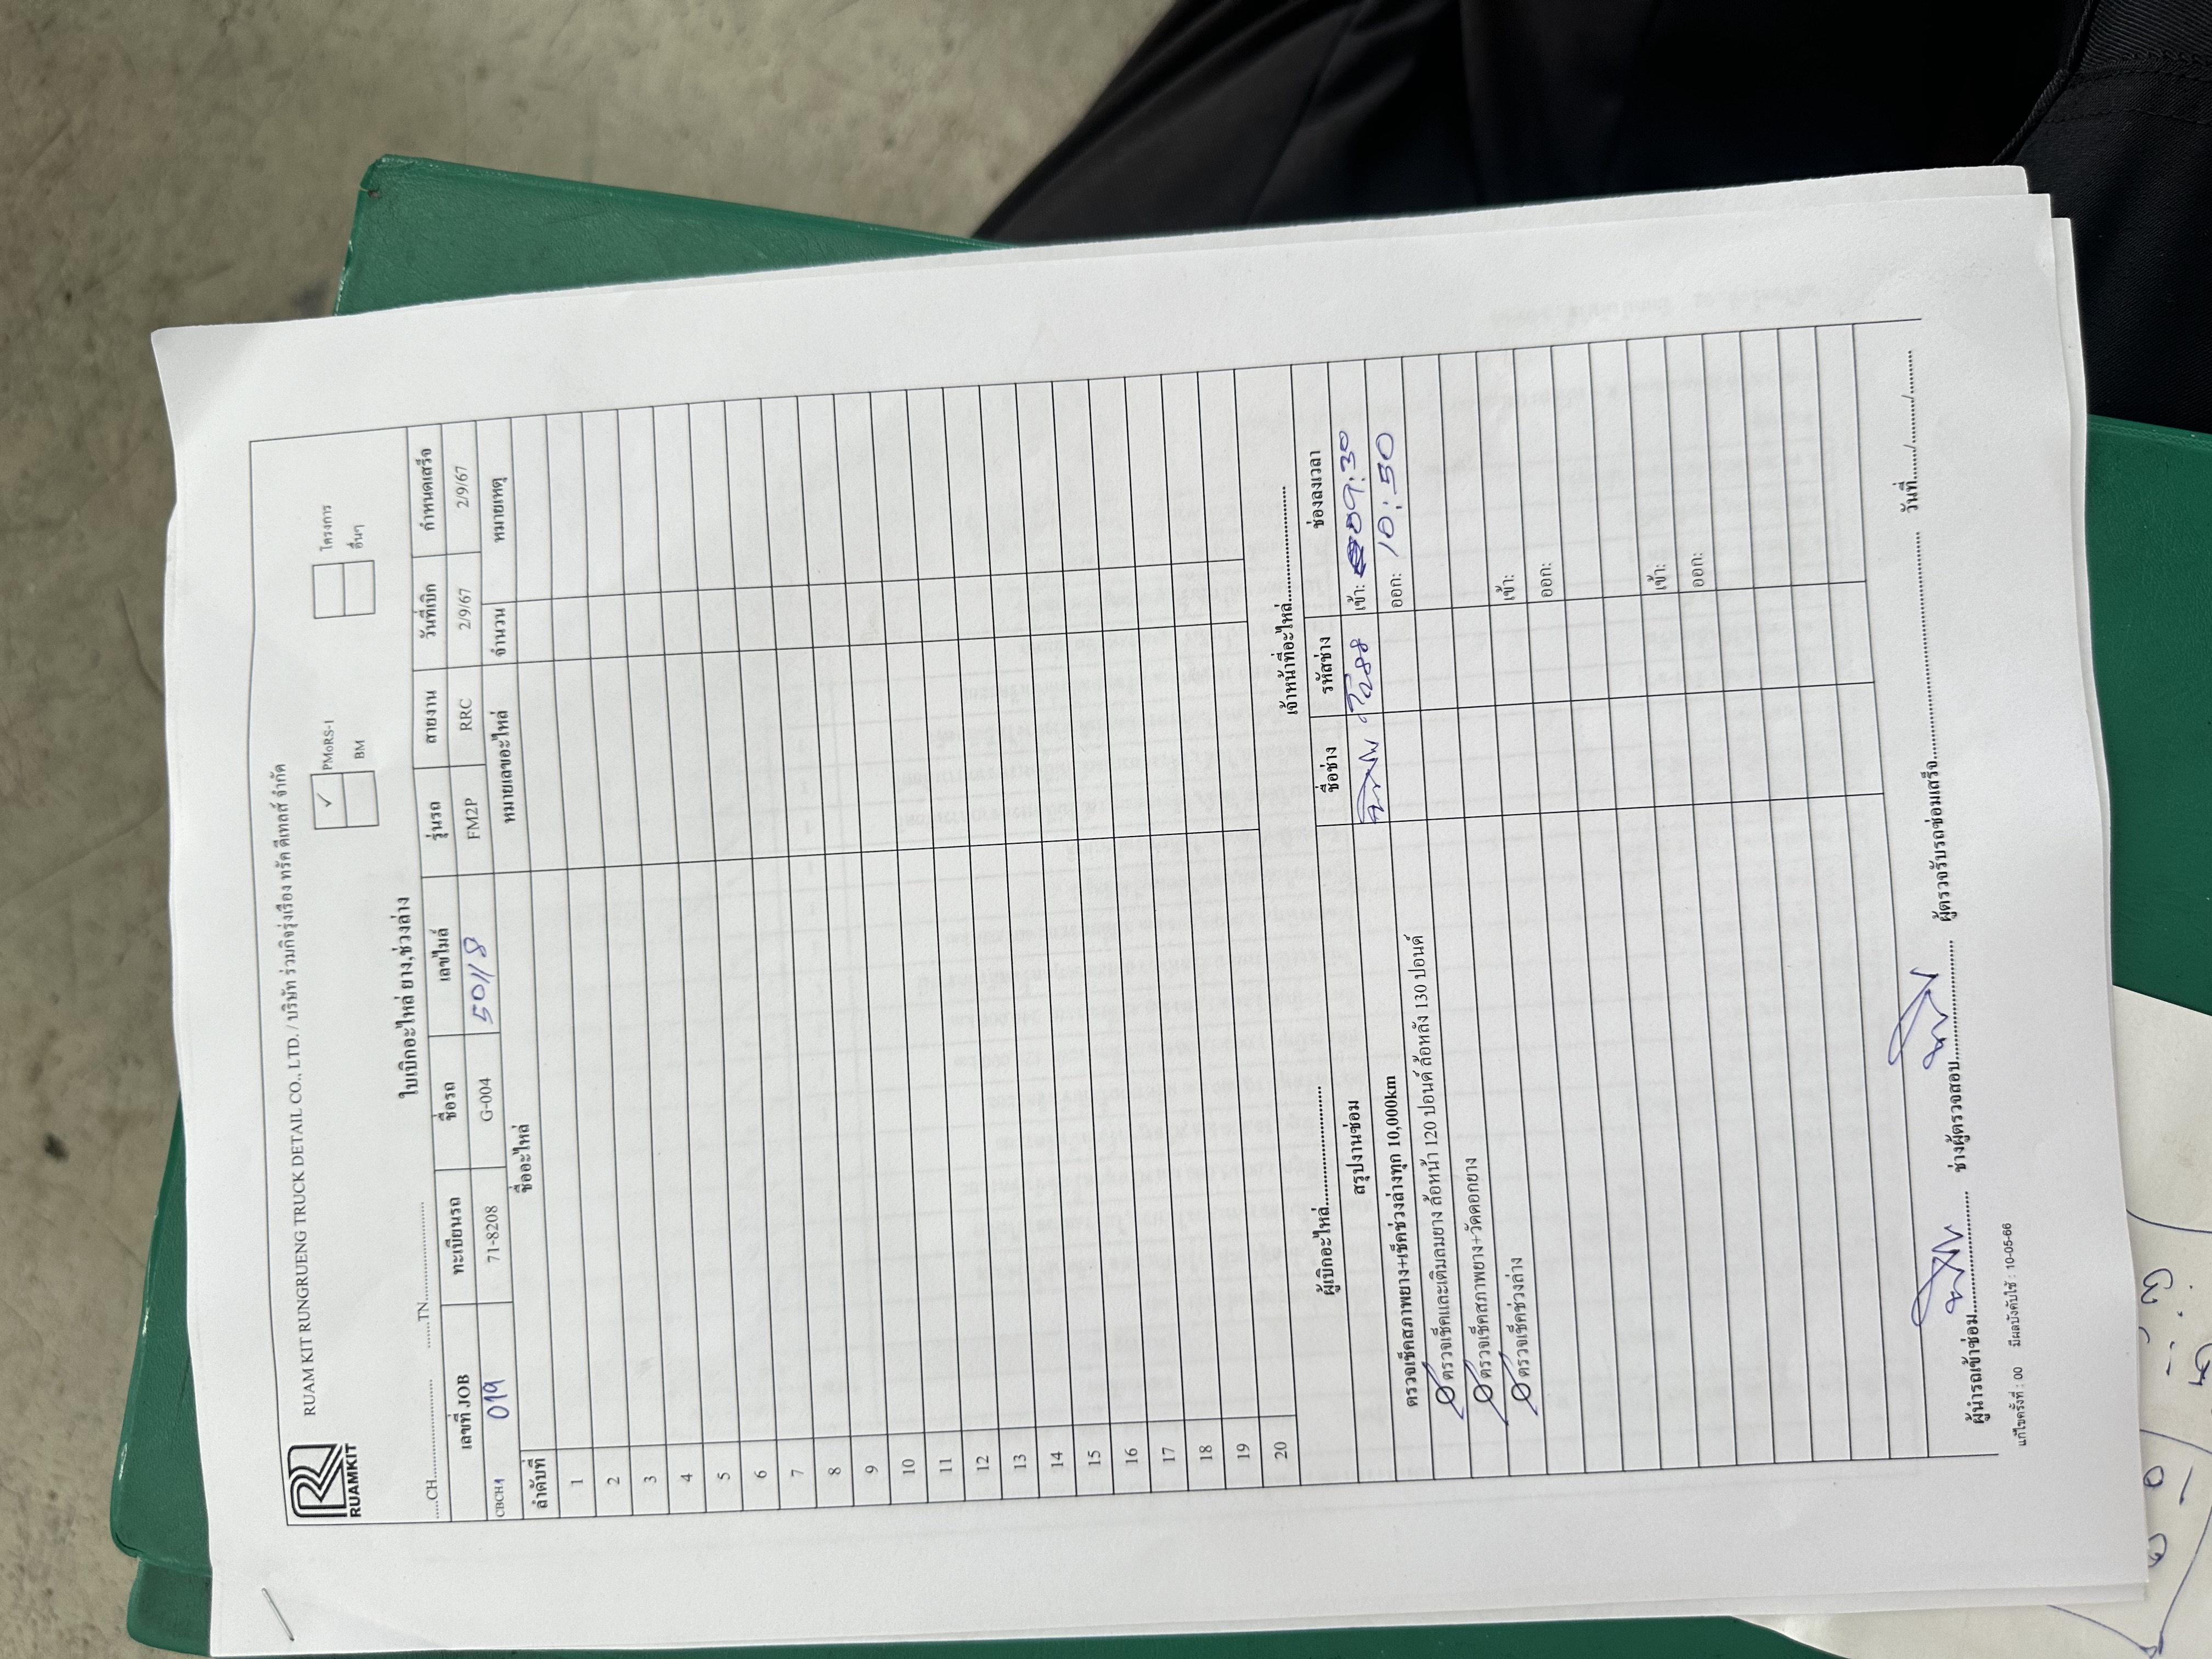 RUAMKIT
RUAM KIT RUNGRUENG TRUCK DETAIL CO., LTD. / บริษัท ร่วมกิจรุ่งเรือง ทรัค ดีเทลส์ จำกัด
✓ PMoRS-1 โครงการ
BM อื่นๆ
.....CH.......................... .......TN..........................
ใบเบิกอะไหล่ ยาง,ช่วงล่าง
เลขที่ JOB ทะเบียนรถ ชื่อรถ เลขไมล์ รุ่นรถ สายงาน วันที่เบิก กำหนดเสร็จ
CBCH1 019 71-8208 G-004 50118 FM2P RRC 2/9/67 2/9/67
ลำดับที่ ชื่ออะไหล่ หมายเลขอะไหล่ จำนวน หมายเหตุ
1
2
3
4
5
6
7
8
9
10
11
12
13
14
15
16
17
18
19
20
ผู้เบิกอะไหล่............................ เจ้าหน้าที่อะไหล่...........................
สรุปงานซ่อม ชื่อช่าง รหัสช่าง ช่องลงเวลา
ตรวจเช็คสภาพยาง+เช็คช่วงล่างทุก 10,000km เข้า: 09:30
ตรวจเช็คและเติมลมยาง ล้อหน้า 120 ปอนด์ ล้อหลัง 130 ปอนด์ ออก: 10:50
ตรวจเช็คสภาพยาง+วัดดอกยาง
ตรวจเช็คช่วงล่าง
เข้า:
ออก:
เข้า:
ออก:
ผู้นำรถเข้าซ่อม............................ ช่างผู้ตรวจสอบ............................ ผู้ตรวจรับรถซ่อมเสร็จ...................................................... วันที่......./........../..........
แก้ไขครั้งที่ : 00 มีผลบังคับใช้ : 10-05-66